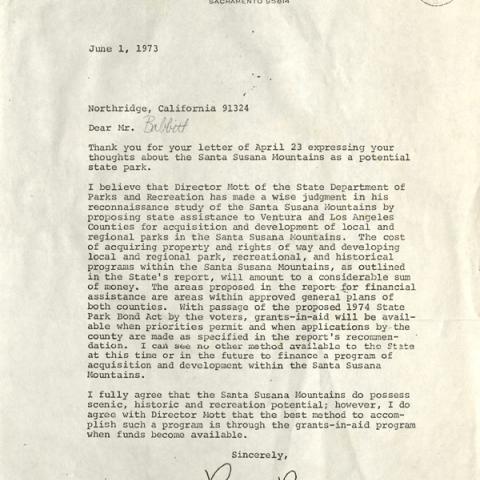 SACRAMENTO 95814
June 1, 1973
Northridge, California 91324
Dear Mr. Babbitt
Thank you for your letter of April 23 expressing your
thoughts about the Santa Susana Mountains as a potential
state park.
I believe that Director Mott of the State Department of
Parks and Recreation has made a wise judgment in his
reconnaissance study of the Santa Susana Mountains by
proposing state assistance to Ventura and Los Angeles
Counties for acquisition and development of local and
regional parks in the Santa Susana Mountains. The cost
of acquiring property and rights of way and developing
local and regional park, recreational, and historical
programs within the Santa Susana Mountains, as outlined
in the State's report, will amount to a considerable sum
of money. The areas proposed in the report for financial
assistance are areas within approved general plans of
both counties. With passage of the proposed 1974 State
Park Bond Act by the voters, grants-in-aid will be avail-
able when priorities permit and when applications by the
county are made as specified in the report's recommen-
dation. I can see no other method available to the State
at this time or in the future to finance a program of
acquisition and development within the Santa Susana
Mountains.
I fully agree that the Santa Susana Mountains do possess
scenic, historic and recreation potential; however, I do
agree with Director Mott that the best method to accom-
plish such a program is through the grants-in-aid program
when funds become available.
Sincerely,